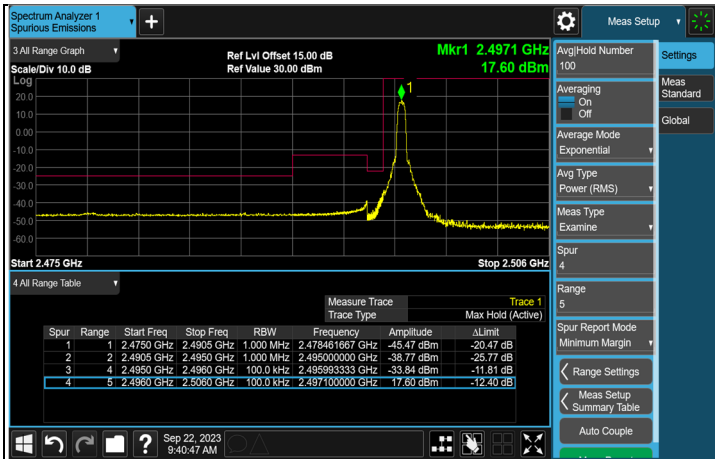 Spectrum Analyzer 1
Spurious Emissions
Meas Setup
3 All Range Graph
Ref Lvl Offset 15.00 dB
Mkr1 2.4971 GHz
Scale/Div 10.0 dB
Ref Value 30.00 dBm
17.60 dBm
Log
1
20.0
10.0
0.00
-10.0
-20.0
-30.0
-40.0
-50.0
-60.0
Start 2.475 GHz
Stop 2.506 GHz
4 All Range Table
Measure Trace Trace 1
Trace Type Max Hold (Active)
Spur Range Start Freq Stop Freq RBW Frequency Amplitude ΔLimit
1 1 2.4750 GHz 2.4905 GHz 1.000 MHz 2.478461667 GHz -45.47 dBm -20.47 dB
2 2 2.4905 GHz 2.4950 GHz 1.000 MHz 2.495000000 GHz -38.77 dBm -25.77 dB
3 4 2.4950 GHz 2.4960 GHz 100.0 kHz 2.495993333 GHz -33.84 dBm -11.81 dB
4 5 2.4960 GHz 2.5060 GHz 100.0 kHz 2.497100000 GHz 17.60 dBm -12.40 dB
Avg|Hold Number
100
Averaging
On
Off
Average Mode
Exponential
Avg Type
Power (RMS)
Meas Type
Examine
Spur
4
Range
5
Spur Report Mode
Minimum Margin
Range Settings
Meas Setup
Summary Table
Auto Couple
Settings
Meas
Standard
Global
Sep 22, 2023
9:40:47 AM